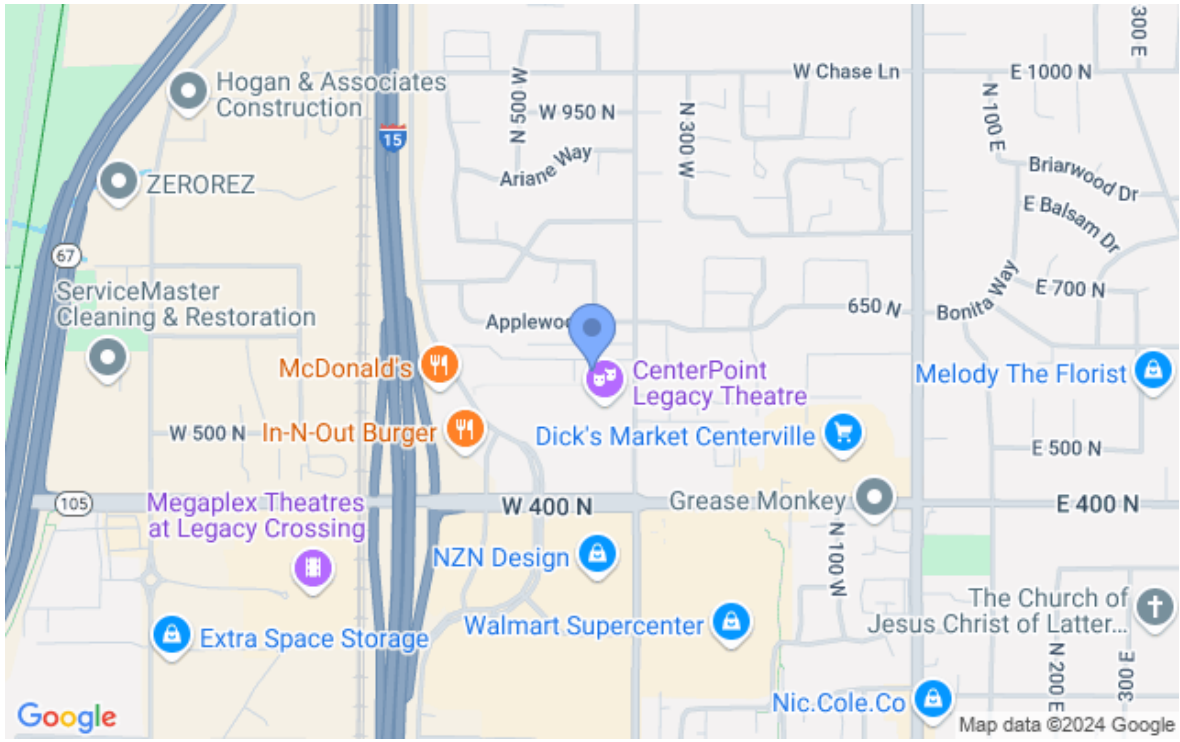 300 E
W Chase Ln
E 1000 N
Hogan & Associates
Construction
N 500 W
W 950 N
N 300 W
N 100 E
15
Ariane Way
Briarwood Dr
ZEROREZ
E Balsam Dr
67
ServiceMaster
Cleaning & Restoration
Bonita Way
E 700 N
650 N
Applewoo
McDonald's
CenterPoint
Legacy Theatre
Melody The Florist
W 500 N
In-N-Out Burger
Dick's Market Centerville
E 500 N
105
Megaplex Theatres
at Legacy Crossing
W 400 N
Grease Monkey
E 400 N
NZN Design
N 100 W
The Church of
Jesus Christ of Latter...
Extra Space Storage
Walmart Supercenter
N 200 E
300 E
Nic.Cole.Co
Google
Map data ©2024 Google